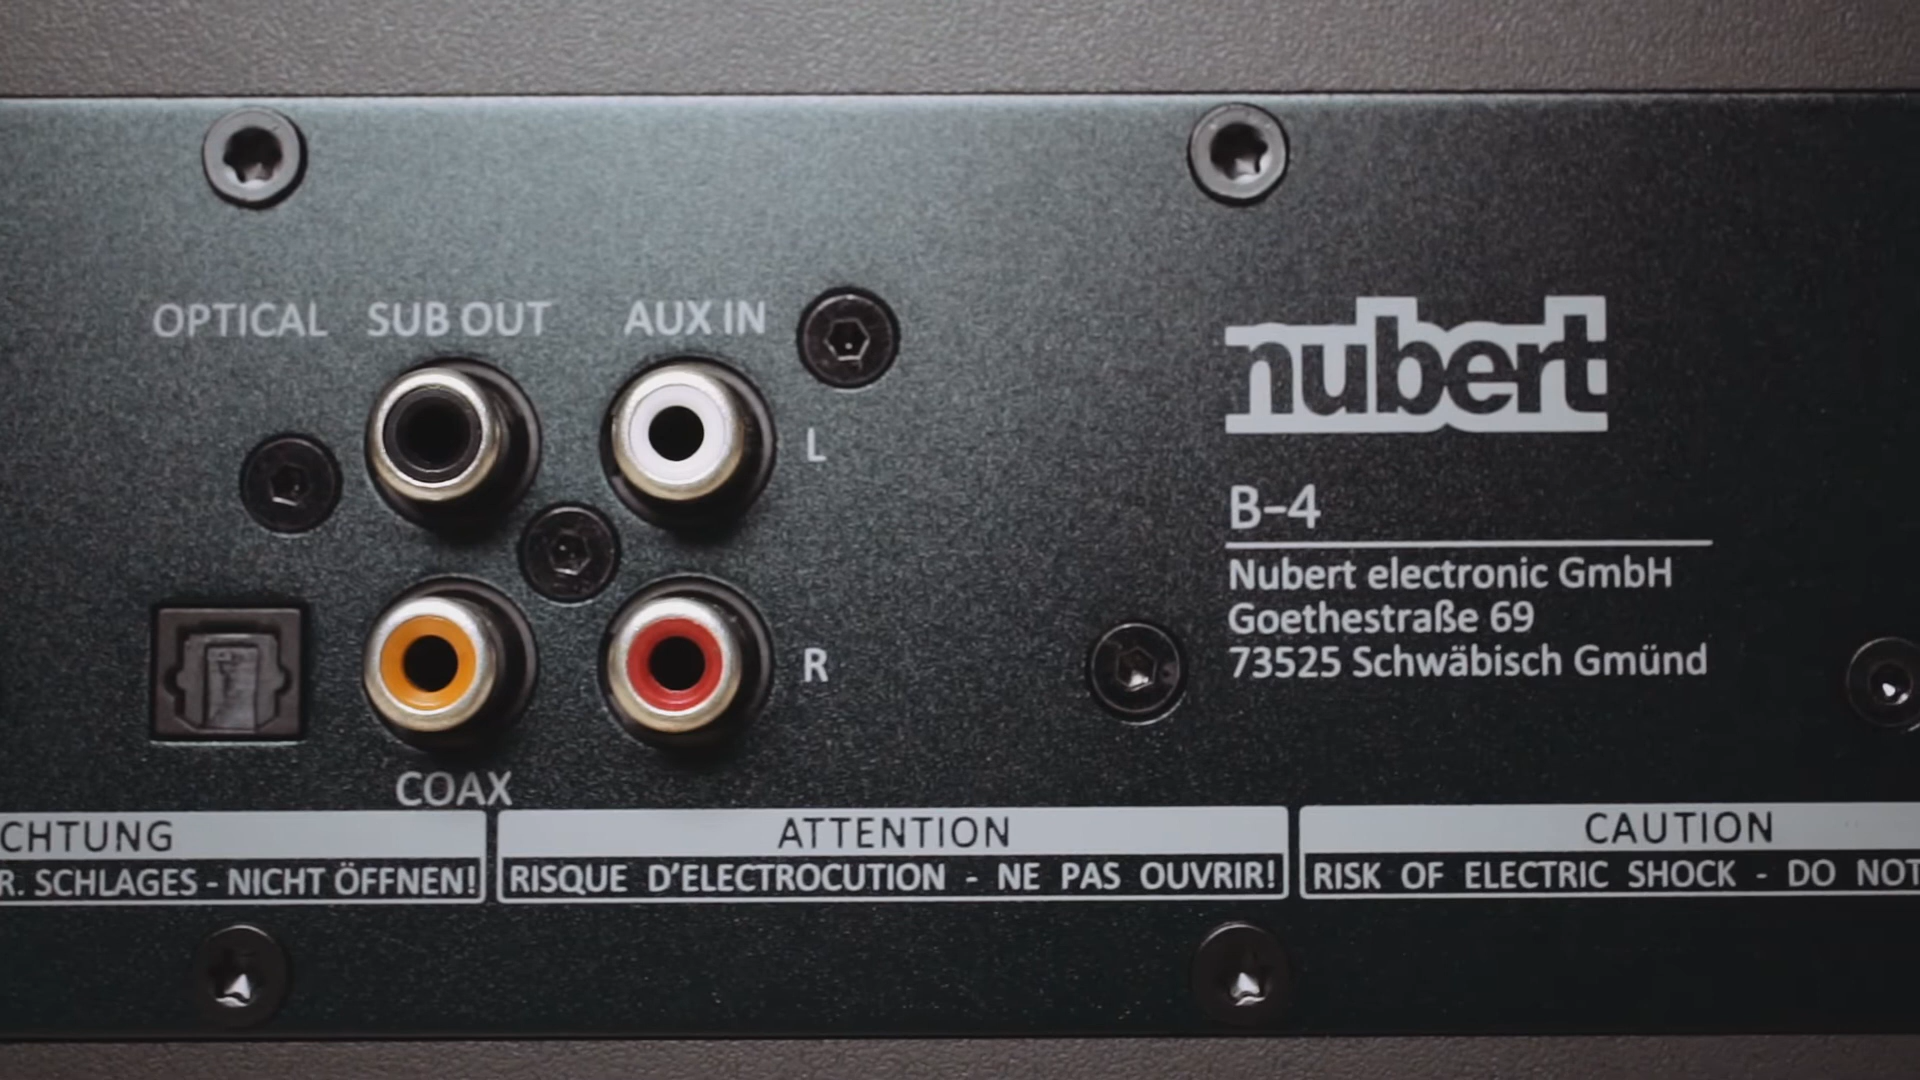 OPTICAL SUB OUT AUX IN
L
R
COAX
nubert
B-4
Nubert electronic GmbH
Goethestraße 69
73525 Schwäbisch Gmünd
CHTUNG
R. SCHLAGES - NICHT ÖFFNEN!
ATTENTION
RISQUE D'ELECTROCUTION - NE PAS OUVRIR!
CAUTION
RISK OF ELECTRIC SHOCK - DO NOT